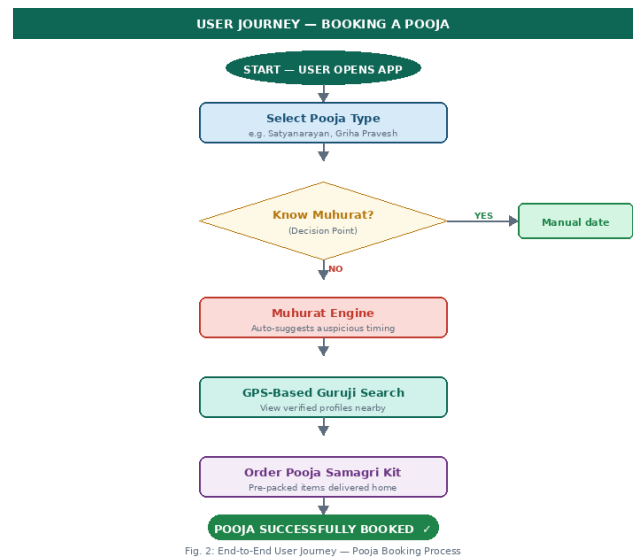 USER JOURNEY — BOOKING A POOJA
START — USER OPENS APP
Select Pooja Type
e.g. Satyanarayan, Griha Pravesh
Know Muhurat?
(Decision Point)
YES
Manual date
NO
Muhurat Engine
Auto-suggests auspicious timing
GPS-Based Guruji Search
View verified profiles nearby
Order Pooja Samagri Kit
Pre-packed items delivered home
POOJA SUCCESSFULLY BOOKED ✓
Fig. 2: End-to-End User Journey — Pooja Booking Process